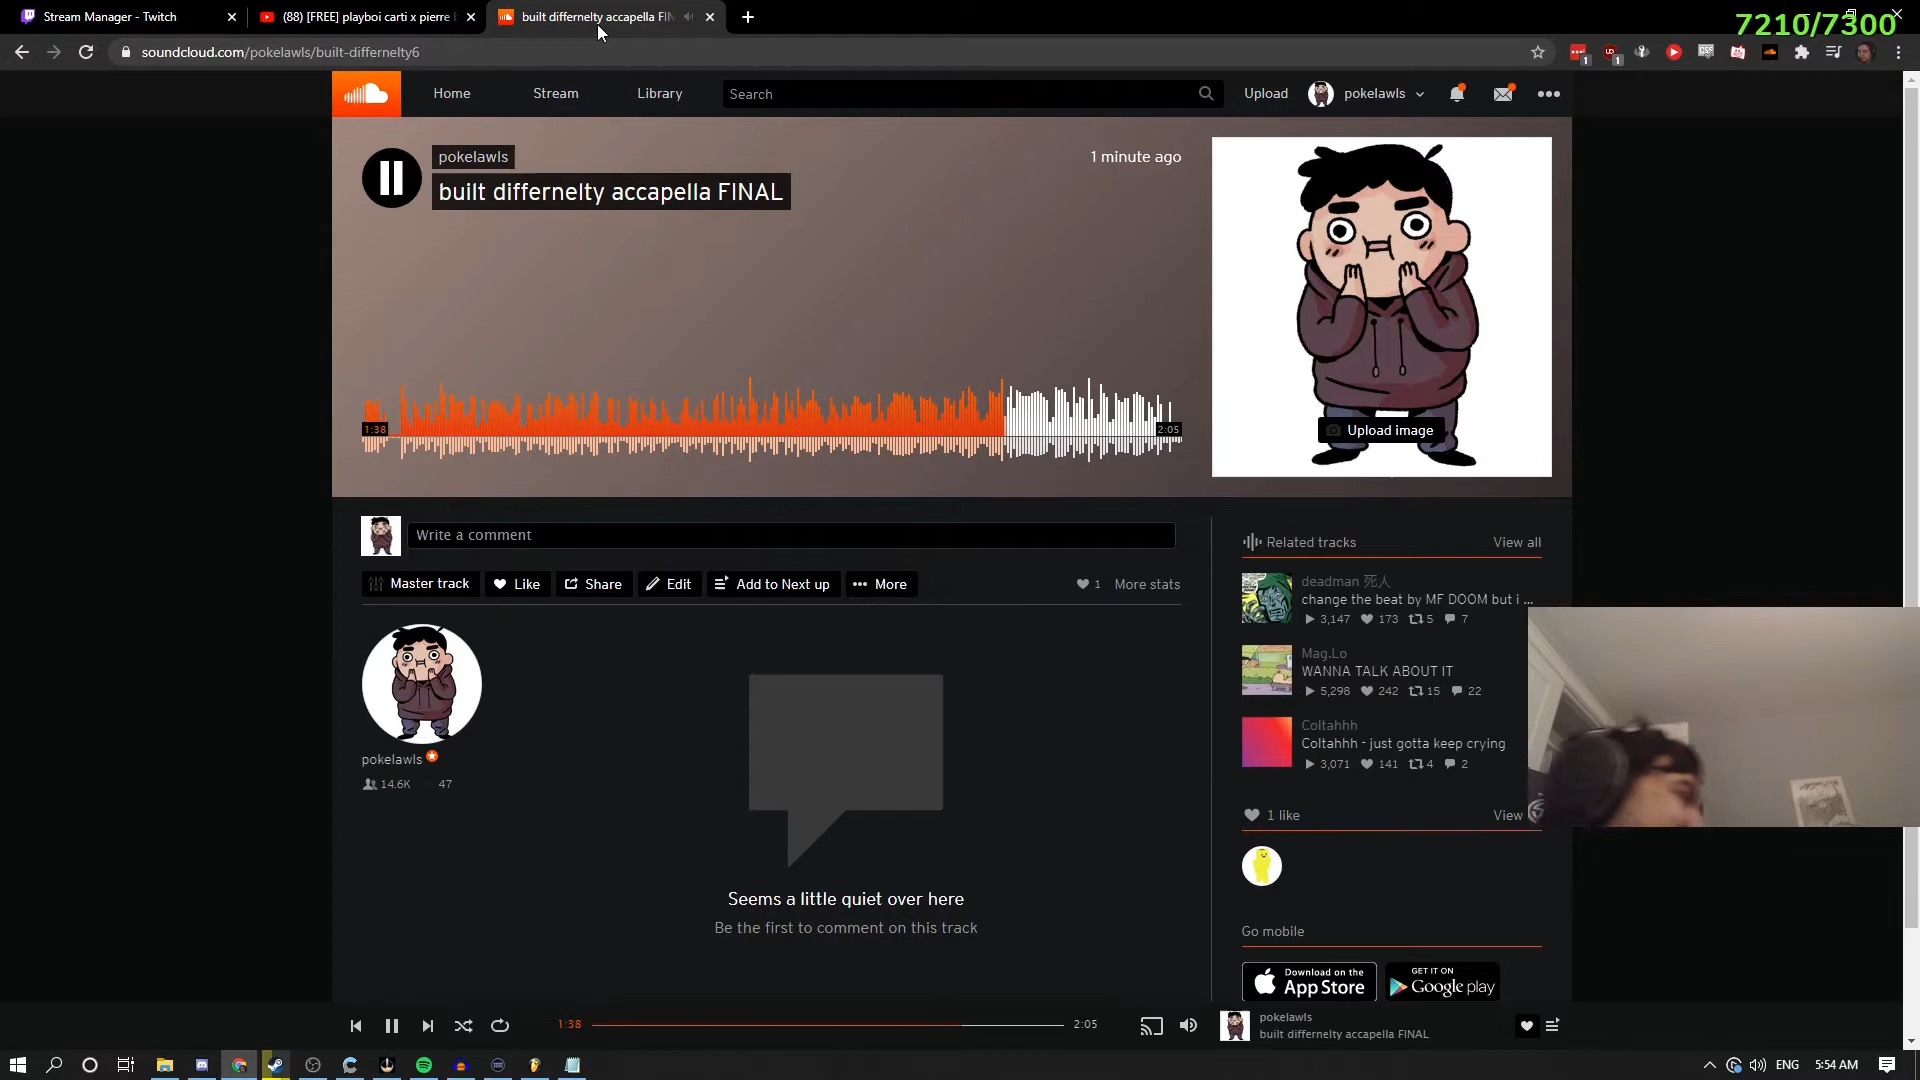 Stream Manager - Twitch
(88) [FREE] playboi carti x pierre
built differnelty accapella FIN
7210/7300
soundcloud.com/pokelawls/built-differnelty6
Home
Stream
Library
Search
Upload
pokelawls
pokelawls
1 minute ago
built differnelty accapella FINAL
1:38
2:05
Upload image
Write a comment
Master track
Like
Share
Edit
Add to Next up
More
1
More stats
Related tracks
View all
deadman 死人
change the beat by MF DOOM but i ...
3,147 173 5 7
Mag.Lo
WANNA TALK ABOUT IT
5,298 242 15 22
Coltahhh
Coltahhh - just gotta keep crying
3,071 141 4 2
pokelawls
14.6K 47
1 like
View
Seems a little quiet over here
Be the first to comment on this track
Go mobile
Download on the App Store
GET IT ON Google play
1:38
2:05
pokelawls
built differnelty accapella FINAL
ENG
5:54 AM